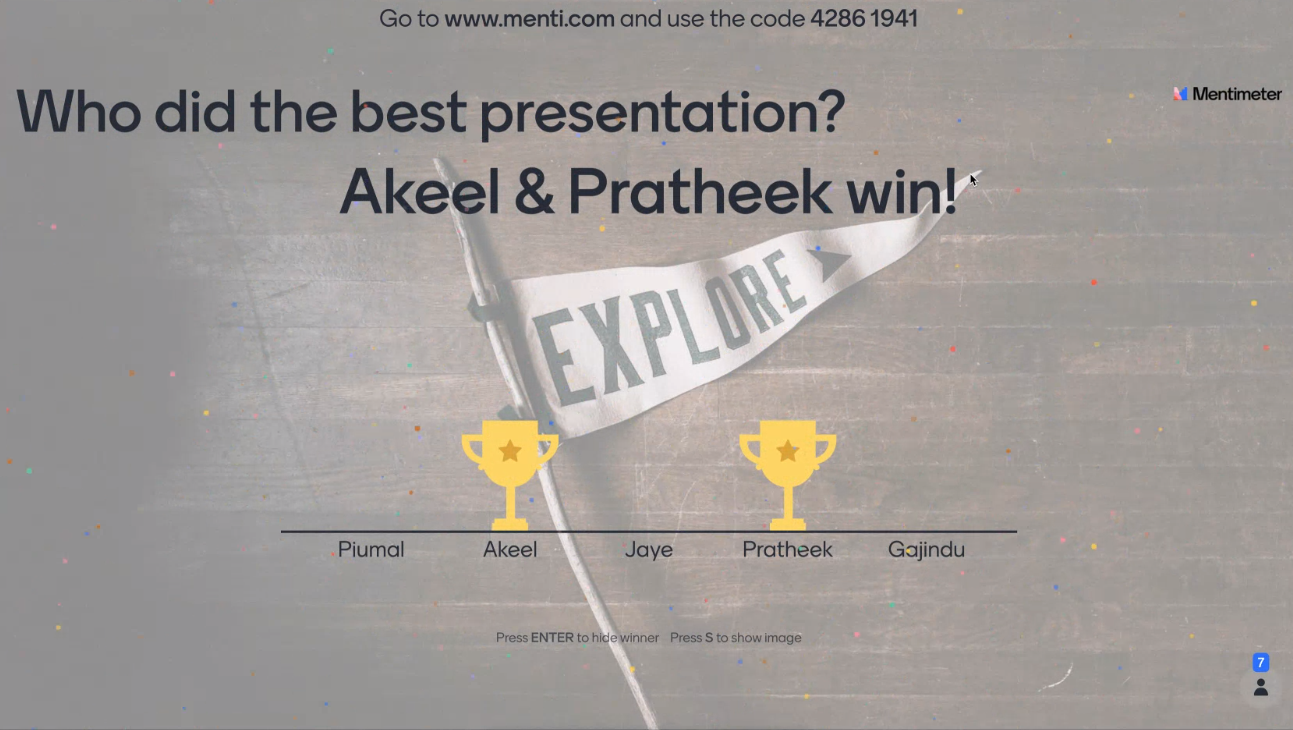 Go to www.menti.com and use the code 4286 1941
Mentimeter
Who did the best presentation?
Akeel & Pratheek win!
EXPLORE
Piumal Akeel Jaye Pratheek Gajindu
Press ENTER to hide winner Press S to show image
7